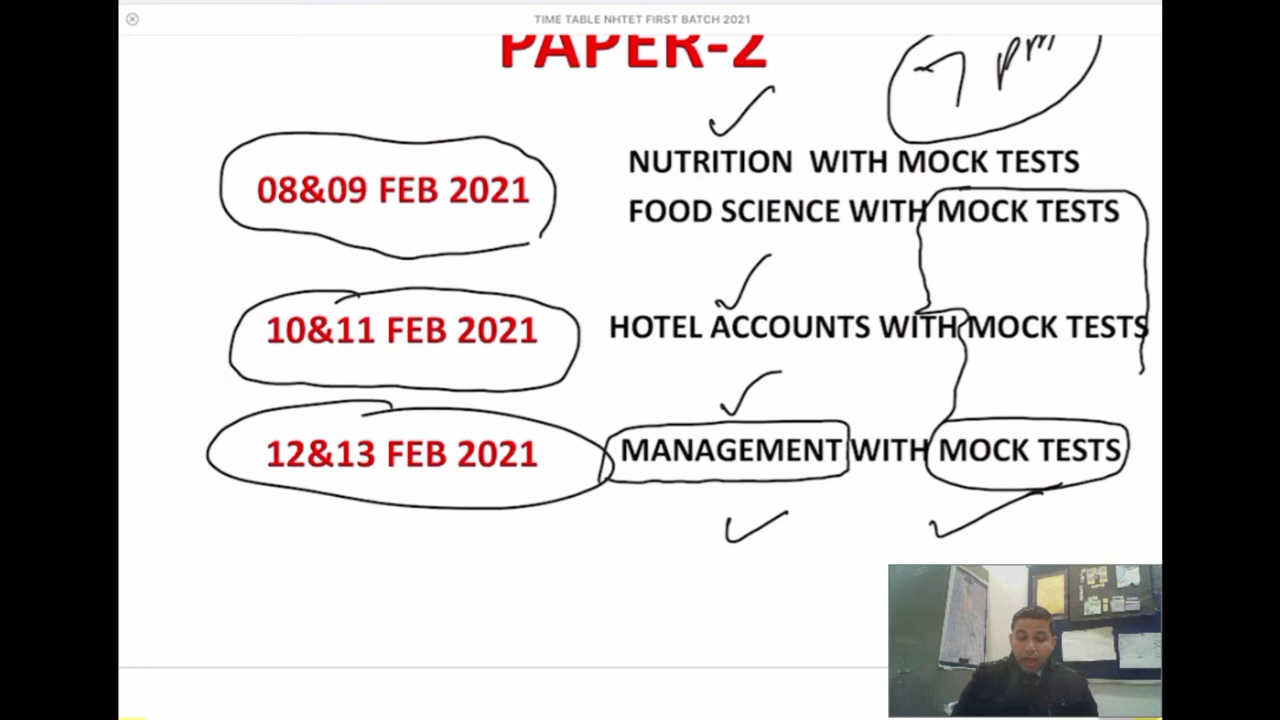 TIME TABLE NHTET FIRST BATCH 2021
PAPER-2
7 pm
NUTRITION WITH MOCK TESTS
08&09 FEB 2021
FOOD SCIENCE WITH MOCK TESTS
10&11 FEB 2021 HOTEL ACCOUNTS WITH MOCK TESTS
12&13 FEB 2021 MANAGEMENT WITH MOCK TESTS